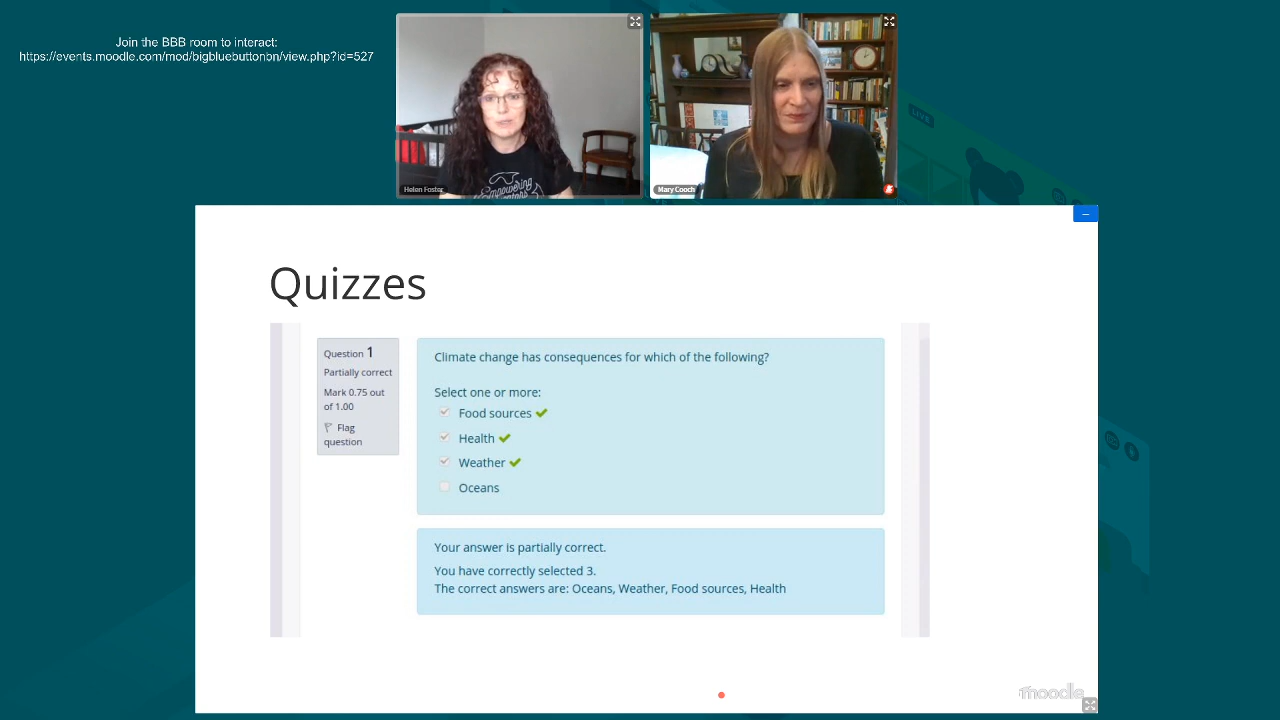 Join the BBB room to interact:
https://events.moodle.com/mod/bigbluebuttonbn/view.php?id=527
LIVE
Helen Foster
Empowering
Mary Cooch
Quizzes
Question 1
Partially correct
Mark 0.75 out
of 1.00
Flag
question
Climate change has consequences for which of the following?
Select one or more:
Food sources
Health
Weather
Oceans
Your answer is partially correct.
You have correctly selected 3.
The correct answers are: Oceans, Weather, Food sources, Health
moodle